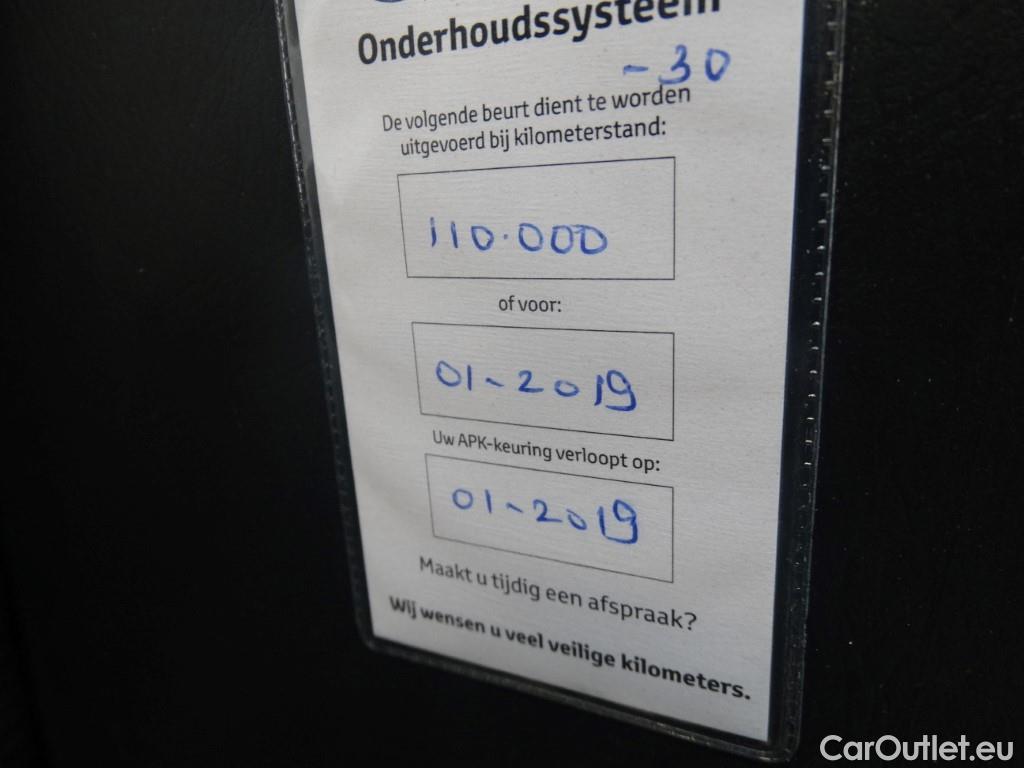 Onderhoudssysteem
-30
De volgende beurt dient te worden
uitgevoerd bij kilometerstand:
110.000
of voor:
01-2019
Uw APK-keuring verloopt op:
01-2019
Maakt u tijdig een afspraak?
Wij wensen u veel veilige kilometers.
CarOutlet.eu